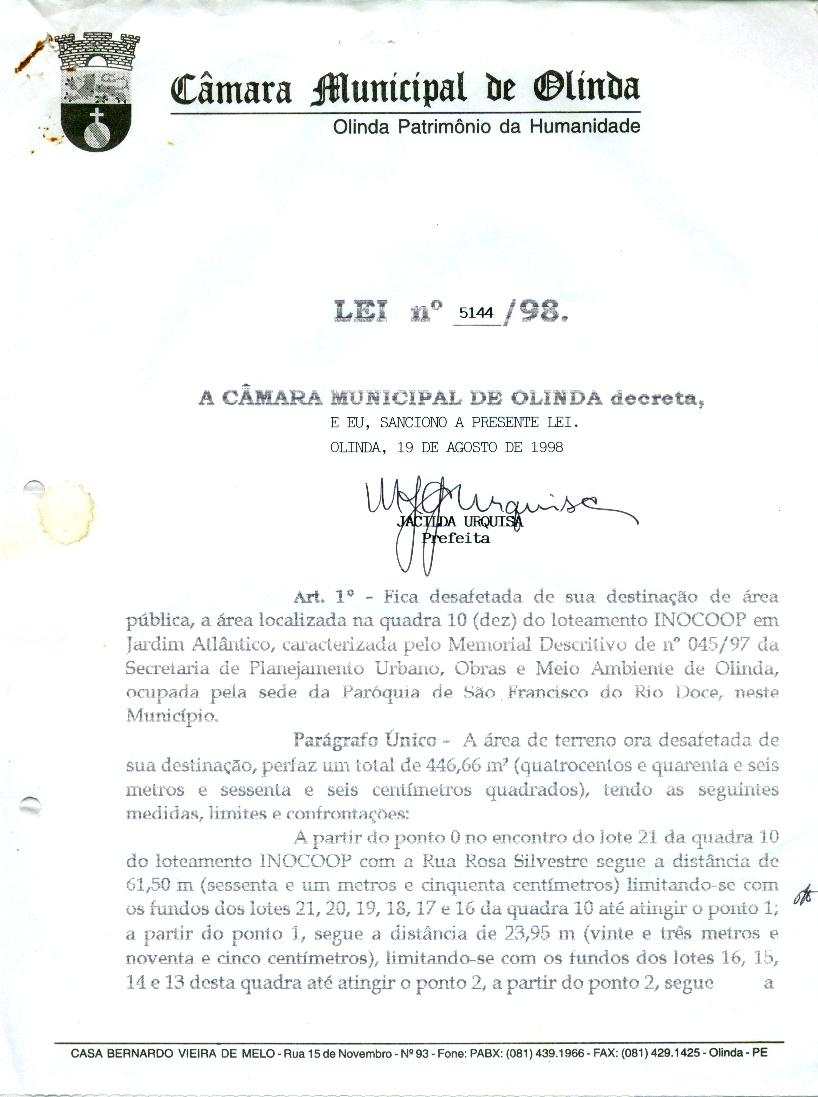 Câmara Municipal de Olinda
Olinda Patrimônio da Humanidade
LEI nº 5144/98.
A CÂMARA MUNICIPAL DE OLINDA decreta,
E EU, SANCIONO A PRESENTE LEI.
OLINDA, 19 DE AGOSTO DE 1998
JACILDA URQUISA
Prefeita
Art. 1º - Fica desafetada de sua destinação de área
pública, a área localizada na quadra 10 (dez) do loteamento INOCOOP em
Jardim Atlântico, caracterizada pelo Memorial Descritivo de nº 045/97 da
Secretaria de Planejamento Urbano, Obras e Meio Ambiente de Olinda,
ocupada pela sede da Paróquia de São Francisco do Rio Doce, neste
Município.
Parágrafo Único - A área de terreno ora desafetada de
sua destinação, perfaz um total de 446,66 m² (quatrocentos e quarenta e seis
metros e sessenta e seis centímetros quadrados), tendo as seguintes
medidas, limites e confrontações:
A partir do ponto 0 no encontro do lote 21 da quadra 10
do loteamento INOCOOP com a Rua Rosa Silvestre segue a distância de
61,50 m (sessenta e um metros e cinquenta centímetros) limitando-se com
os fundos dos lotes 21, 20, 19, 18, 17 e 16 da quadra 10 até atingir o ponto 1;
a partir do ponto 1, segue a distância de 23,95 m (vinte e três metros e
noventa e cinco centímetros), limitando-se com os fundos dos lotes 16, 15,
14 e 13 desta quadra até atingir o ponto 2, a partir do ponto 2, segue a
CASA BERNARDO VIEIRA DE MELO - Rua 15 de Novembro - Nº 93 - Fone: PABX: (081) 439.1966 - FAX: (081) 429.1425 - Olinda - PE